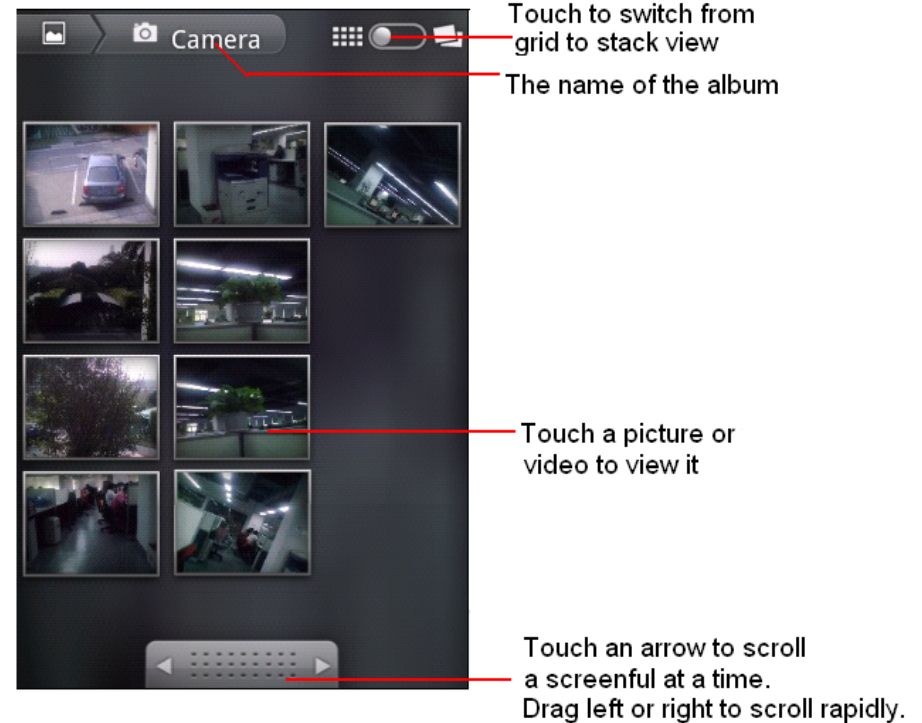 Touch to switch from
grid to stack view
Camera
The name of the album
Touch a picture or
video to view it
Touch an arrow to scroll
a screenful at a time.
Drag left or right to scroll rapidly.